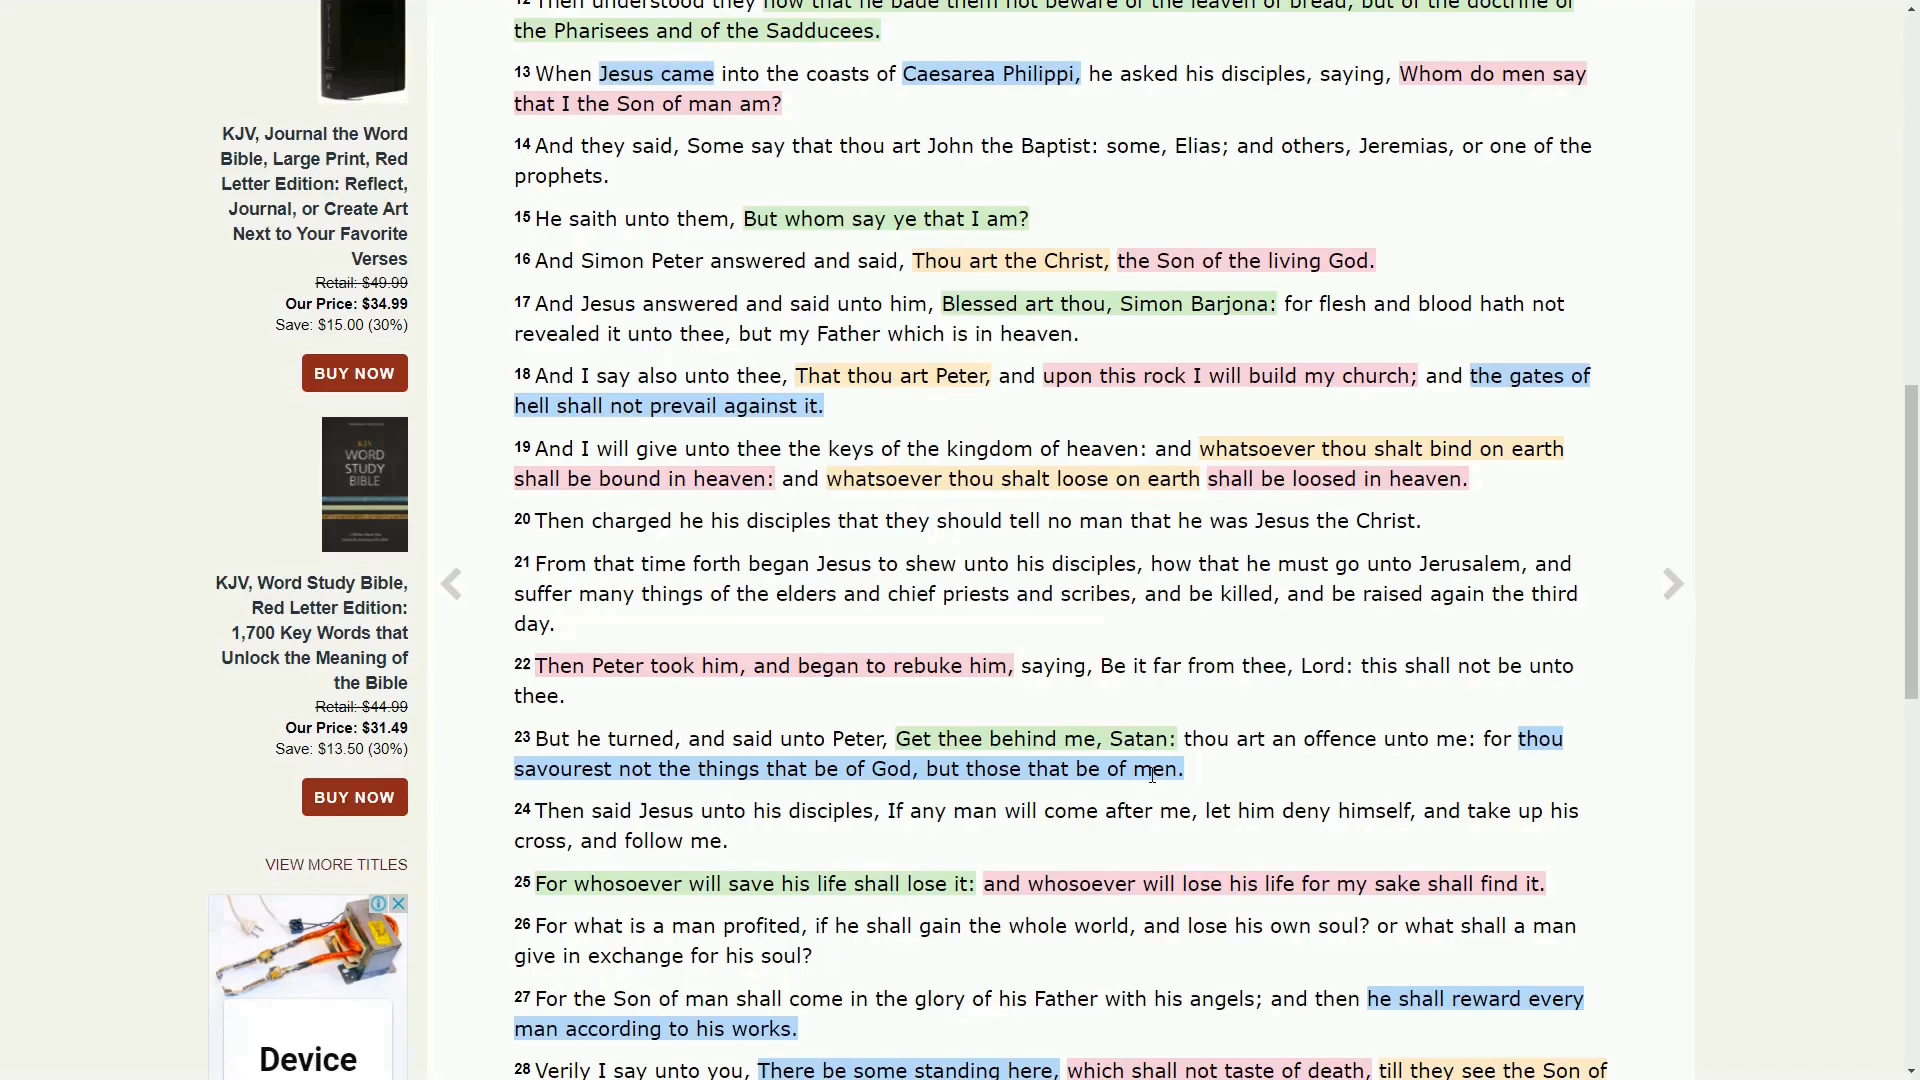 12 Then understood they how that he bade them not beware of the leaven of bread, but of the doctrine of
the Pharisees and of the Sadducees.
13 When Jesus came into the coasts of Caesarea Philippi, he asked his disciples, saying, Whom do men say
that I the Son of man am?
14 And they said, Some say that thou art John the Baptist: some, Elias; and others, Jeremias, or one of the
prophets.
15 He saith unto them, But whom say ye that I am?
16 And Simon Peter answered and said, Thou art the Christ, the Son of the living God.
17 And Jesus answered and said unto him, Blessed art thou, Simon Barjona: for flesh and blood hath not
revealed it unto thee, but my Father which is in heaven.
18 And I say also unto thee, That thou art Peter, and upon this rock I will build my church; and the gates of
hell shall not prevail against it.
19 And I will give unto thee the keys of the kingdom of heaven: and whatsoever thou shalt bind on earth
shall be bound in heaven: and whatsoever thou shalt loose on earth shall be loosed in heaven.
20 Then charged he his disciples that they should tell no man that he was Jesus the Christ.
21 From that time forth began Jesus to shew unto his disciples, how that he must go unto Jerusalem, and
suffer many things of the elders and chief priests and scribes, and be killed, and be raised again the third
day.
22 Then Peter took him, and began to rebuke him, saying, Be it far from thee, Lord: this shall not be unto
thee.
23 But he turned, and said unto Peter, Get thee behind me, Satan: thou art an offence unto me: for thou
savourest not the things that be of God, but those that be of men.
24 Then said Jesus unto his disciples, If any man will come after me, let him deny himself, and take up his
cross, and follow me.
25 For whosoever will save his life shall lose it: and whosoever will lose his life for my sake shall find it.
26 For what is a man profited, if he shall gain the whole world, and lose his own soul? or what shall a man
give in exchange for his soul?
27 For the Son of man shall come in the glory of his Father with his angels; and then he shall reward every
man according to his works.
28 Verily I say unto you, There be some standing here, which shall not taste of death, till they see the Son of
KJV, Journal the Word
Bible, Large Print, Red
Letter Edition: Reflect,
Journal, or Create Art
Next to Your Favorite
Verses
Retail: $49.99
Our Price: $34.99
Save: $15.00 (30%)
BUY NOW
KJV
WORD
STUDY
BIBLE
KJV, Word Study Bible,
Red Letter Edition:
1,700 Key Words that
Unlock the Meaning of
the Bible
Retail: $44.99
Our Price: $31.49
Save: $13.50 (30%)
BUY NOW
VIEW MORE TITLES
Device